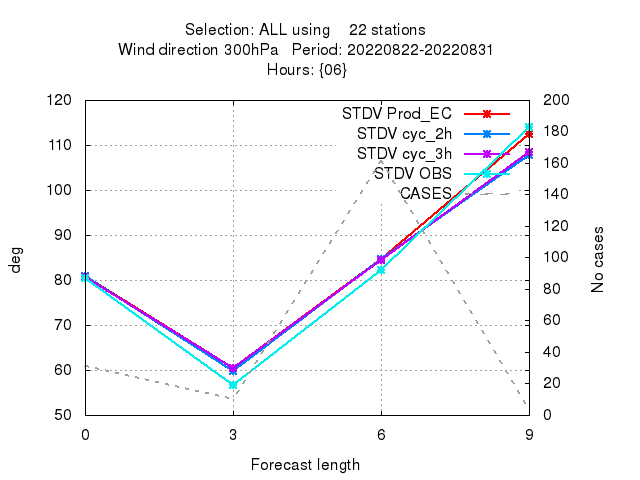 Selection: ALL using 22 stations
Wind direction 300hPa Period: 20220822-20220831
Hours: {06}
120 200
STDV Prod_EC 180
110 STDV cyc_2h
STDV cyc_3h 160
STDV OBS
100 CASES 140
120
90
100
80 80
70 60
40
60
20
50 0
0 3 6 9
deg
No cases
Forecast length